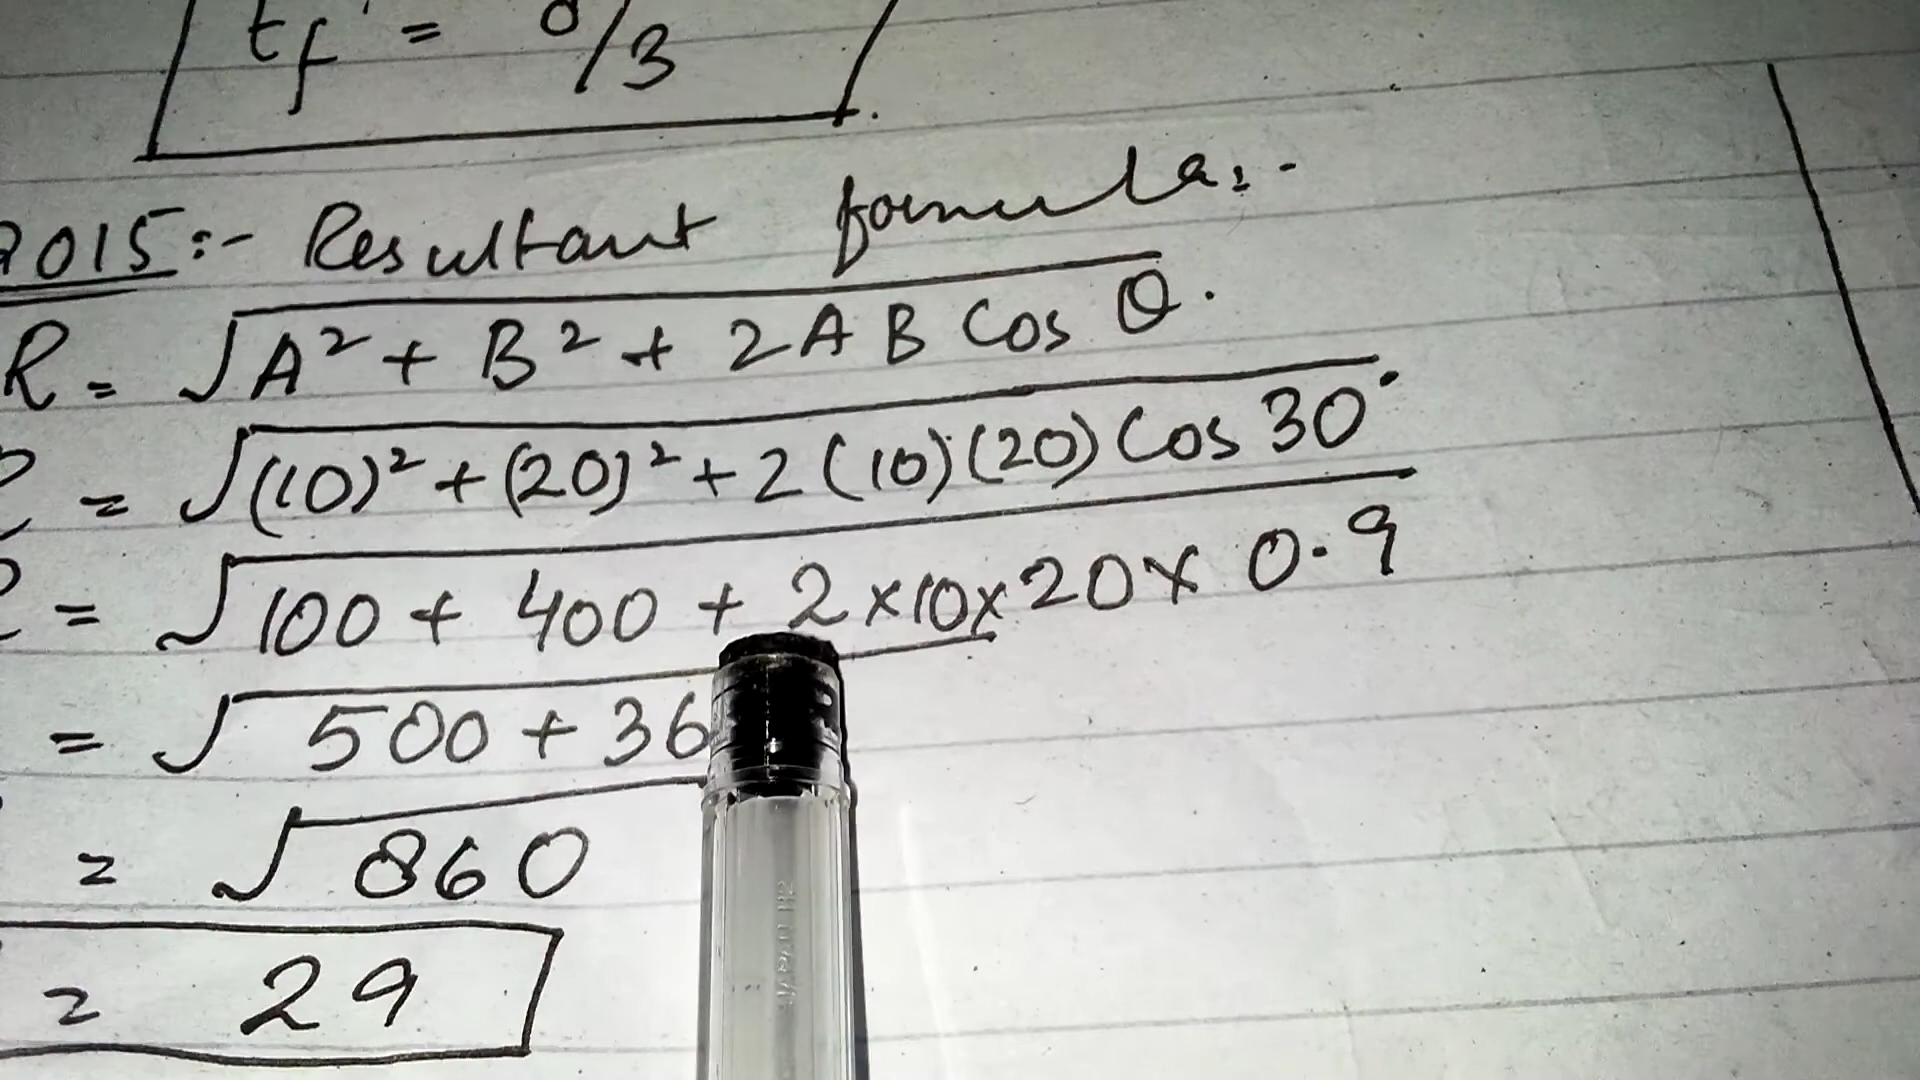 tf' = 0/3
2015:- Resultant formula:-
R = √A² + B² + 2AB Cos θ.
= √(10)² + (20)² + 2(10)(20) Cos 30°
= √100 + 400 + 2×10×20× 0.9
= √500 + 36
= √860
= 29